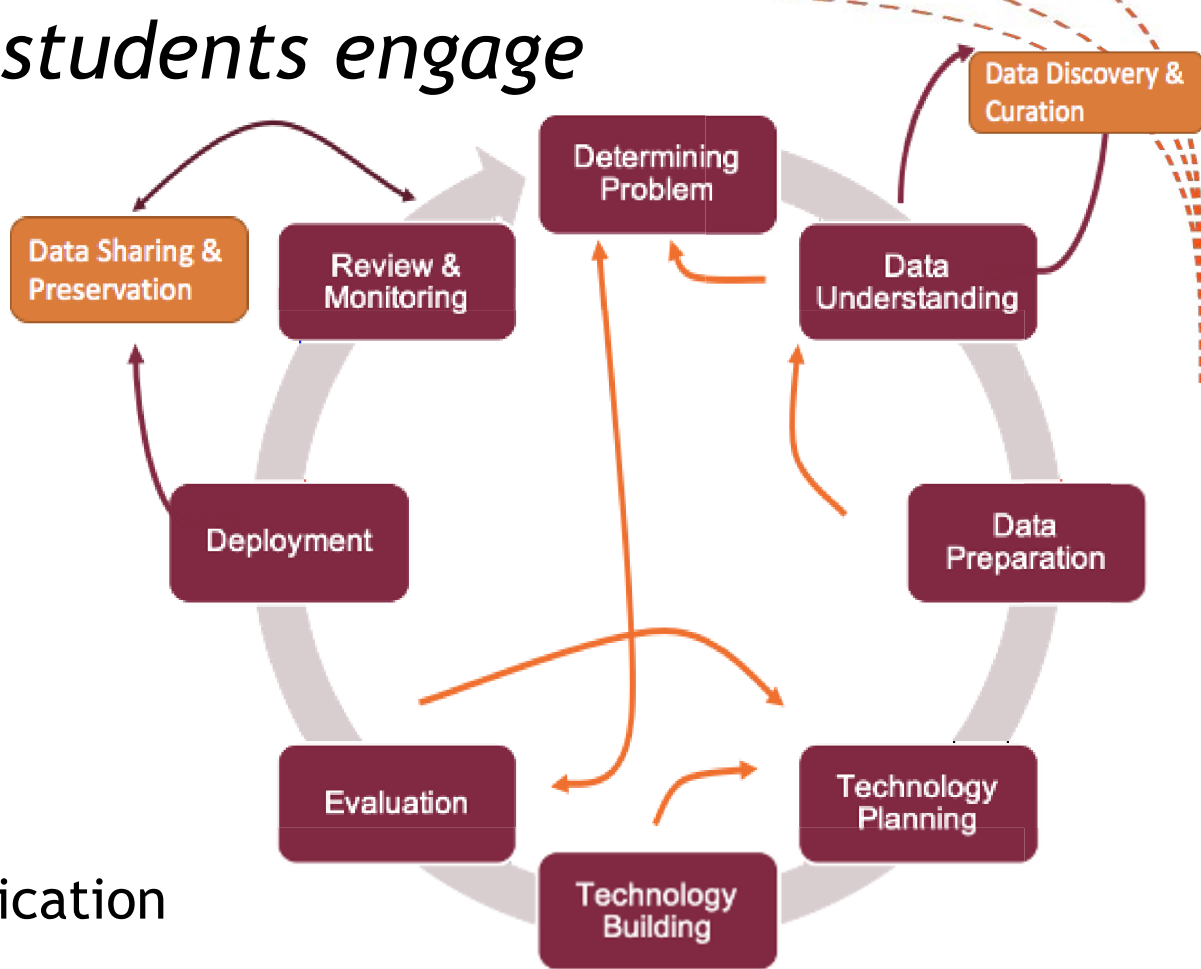 students engage
Data Discovery &
Curation
Determining
Problem
Data Sharing &
Preservation
Review &
Monitoring
Data
Understanding
Deployment
Data
Preparation
Evaluation
Technology
Planning
Technology
Building
ication